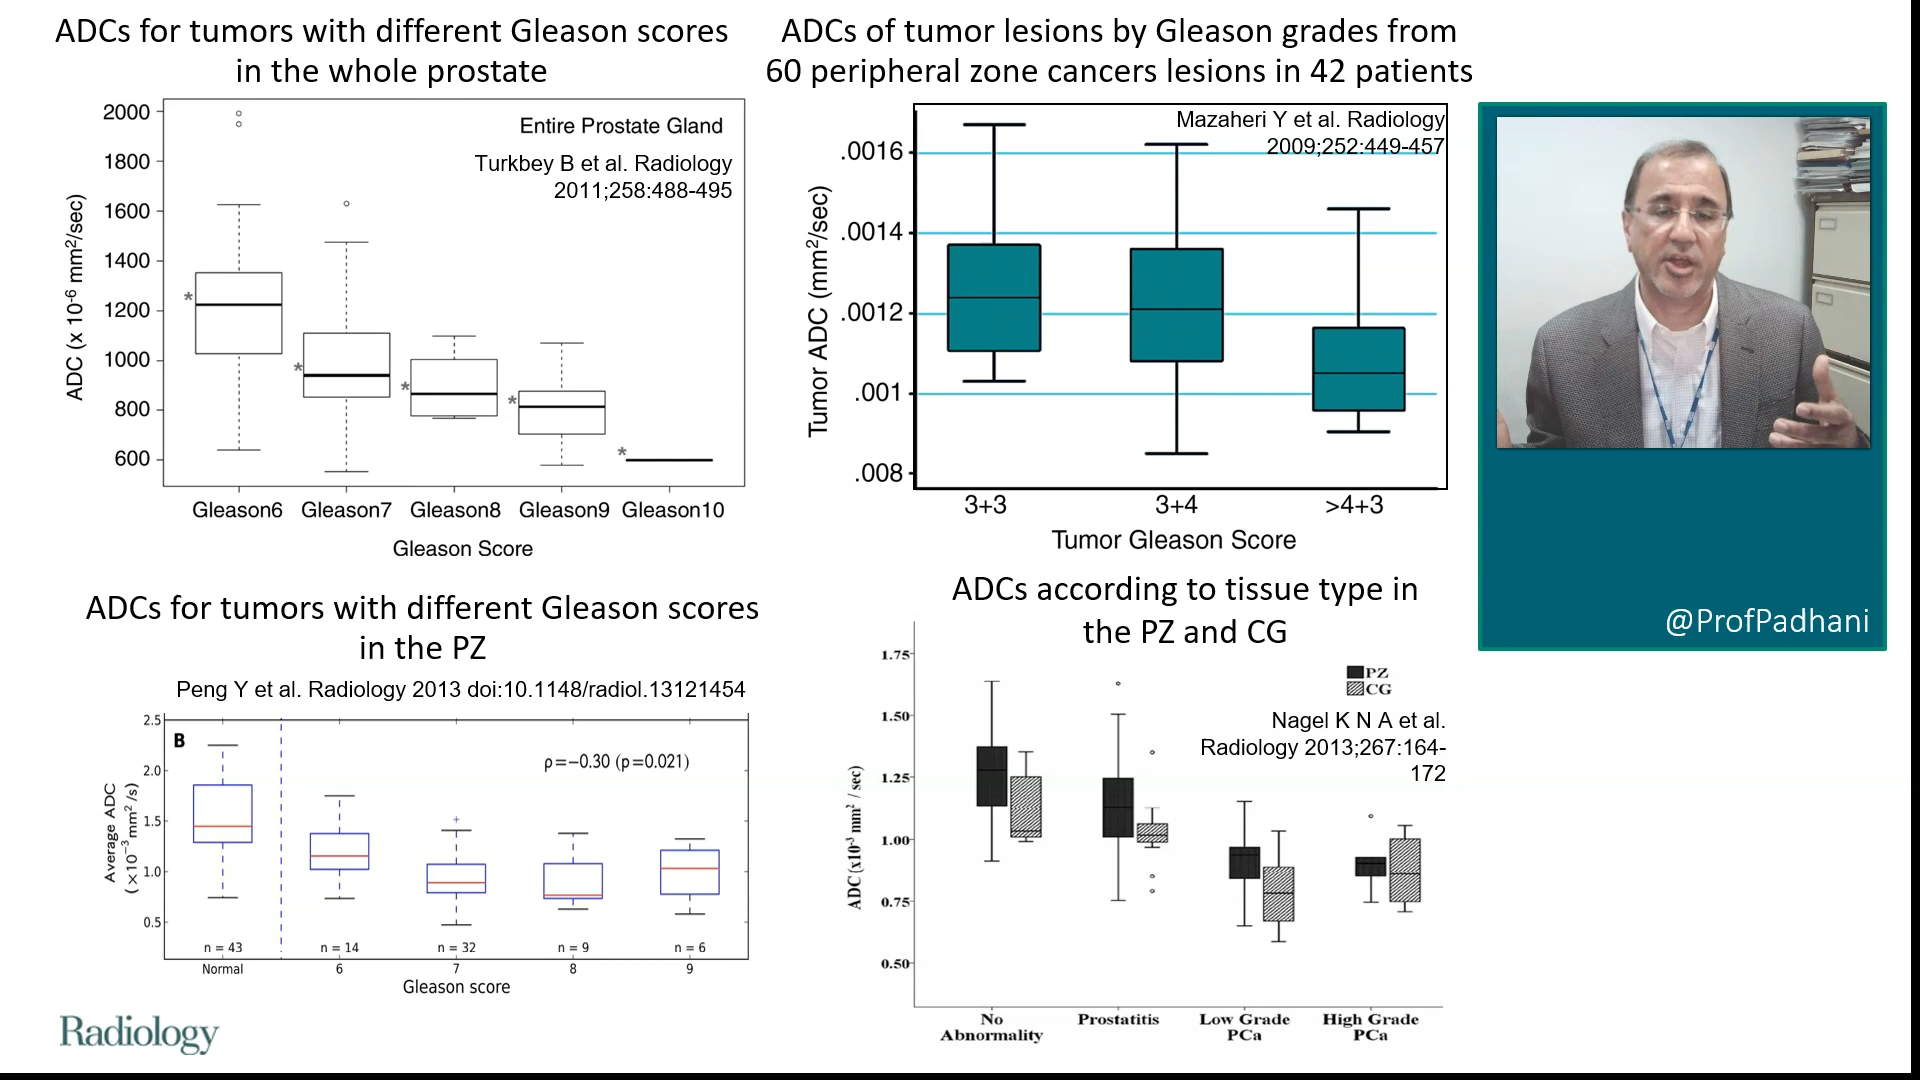 ADCs for tumors with different Gleason scores
in the whole prostate
2000
1800
1600
1400
1200
1000
800
600
ADC (x 10-6 mm2/sec)
Entire Prostate Gland
Turkbey B et al. Radiology
2011;258:488-495
*
*
*
*
*
Gleason6 Gleason7 Gleason8 Gleason9 Gleason10
Gleason Score
ADCs of tumor lesions by Gleason grades from
60 peripheral zone cancers lesions in 42 patients
Mazaheri Y et al. Radiology
2009;252:449-457
.0016
.0014
.0012
.001
.008
Tumor ADC (mm2/sec)
3+3 3+4 >4+3
Tumor Gleason Score
@ProfPadhani
ADCs for tumors with different Gleason scores
in the PZ
Peng Y et al. Radiology 2013 doi:10.1148/radiol.13121454
2.5
2.0
1.5
1.0
0.5
Average ADC
(×10−3 mm2/s)
B
ρ=−0.30 (p=0.021)
n = 43 n = 14 n = 32 n = 9 n = 6
Normal 6 7 8 9
Gleason score
ADCs according to tissue type in
the PZ and CG
PZ
CG
Nagel K N A et al.
Radiology 2013;267:164-
172
1.75
1.50
1.25
1.00
0.75
0.50
ADC (x10-3 mm2 / sec)
No Abnormality
Prostatitis
Low Grade PCa
High Grade PCa
Radiology